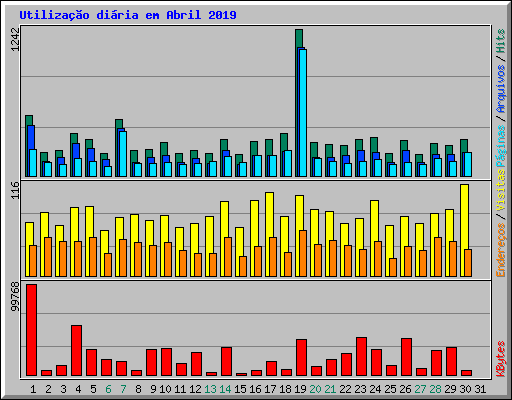 Utilização diária em Abril 2019
1242
116
99768
Endereços / Visitas Páginas / Arquivos / Hits
KBytes
1 2 3 4 5 6 7 8 9 10 11 12 13 14 15 16 17 18 19 20 21 22 23 24 25 26 27 28 29 30 31